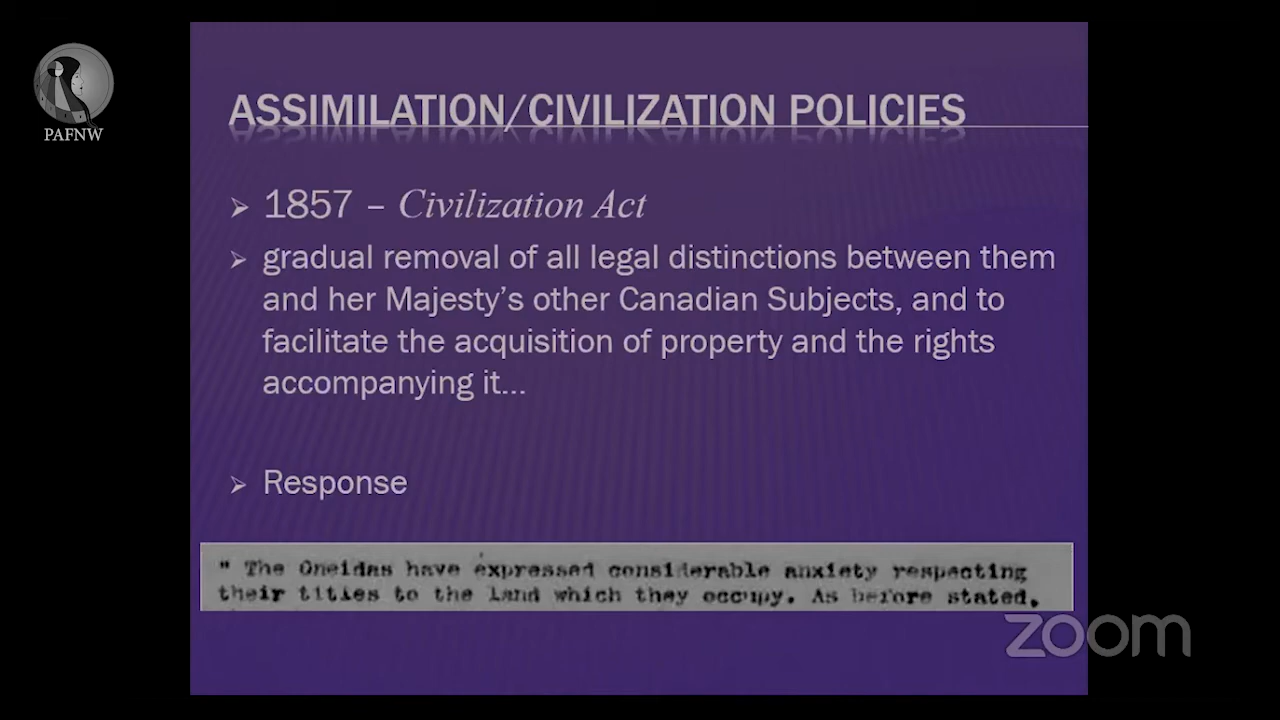 PAFNW
ASSIMILATION/CIVILIZATION POLICIES
➢ 1857 – Civilization Act
➢ gradual removal of all legal distinctions between them
and her Majesty's other Canadian Subjects, and to
facilitate the acquisition of property and the rights
accompanying it...
➢ Response
" The Oneidas have expressed considerable anxiety respecting
their titles to the land which they occupy. As before stated,
zoom